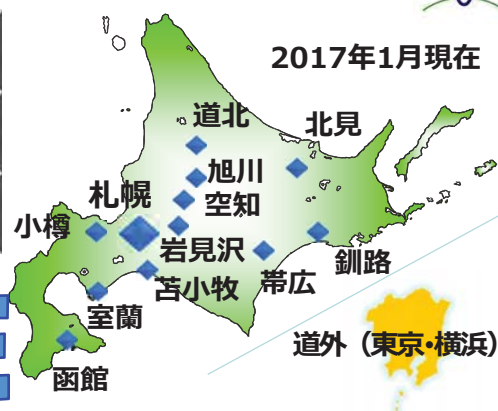 2017年1月現在
道北
北見
旭川
空知
札幌
小樽
岩見沢
釧路
帯広
苫小牧
室蘭
道外（東京・横浜）
函館